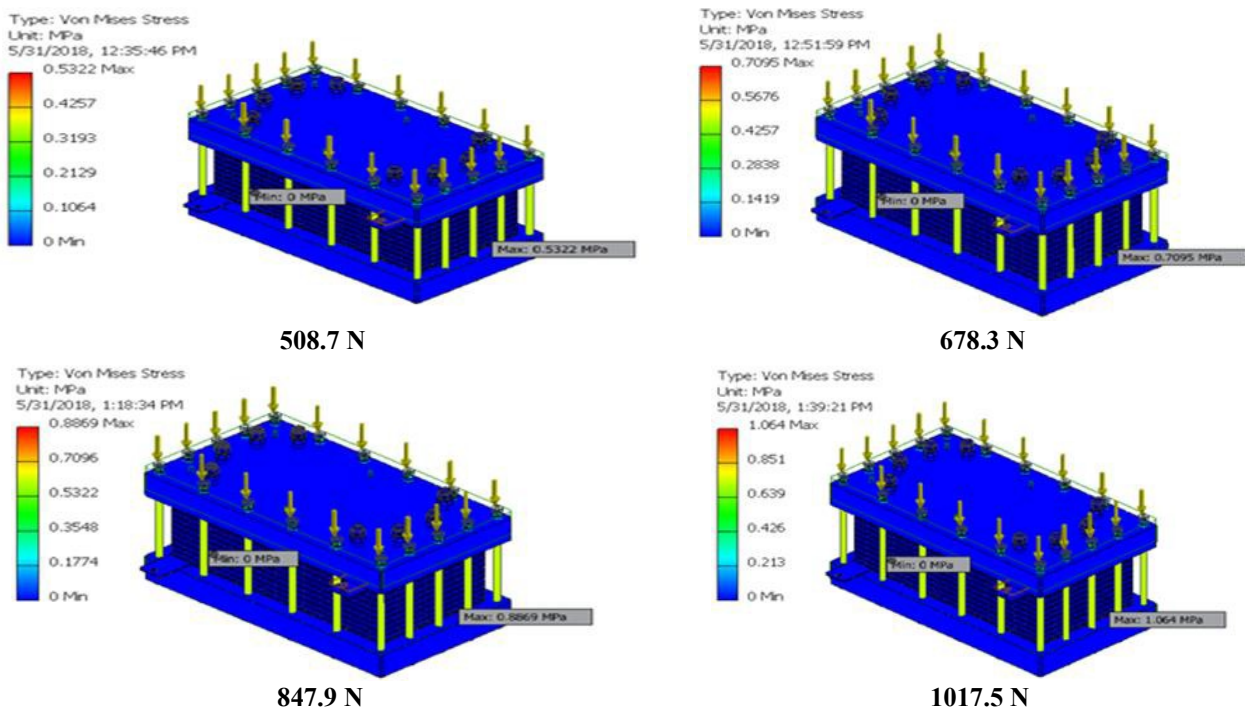 Type: Von Mises Stress
Unit: MPa
5/31/2018, 12:35:46 PM
0.5322 Max
0.4257
0.3193
0.2129
0.1064
0 Min
Min: 0 MPa
Max: 0.5322 MPa
508.7 N
Type: Von Mises Stress
Unit: MPa
5/31/2018, 12:51:59 PM
0.7095 Max
0.5676
0.4257
0.2838
0.1419
0 Min
Min: 0 MPa
Max: 0.7095 MPa
678.3 N
Type: Von Mises Stress
Unit: MPa
5/31/2018, 1:18:34 PM
0.8869 Max
0.7096
0.5322
0.3548
0.1774
0 Min
Min: 0 MPa
Max: 0.8869 MPa
847.9 N
Type: Von Mises Stress
Unit: MPa
5/31/2018, 1:39:21 PM
1.064 Max
0.851
0.639
0.426
0.213
0 Min
Min: 0 MPa
Max: 1.064 MPa
1017.5 N